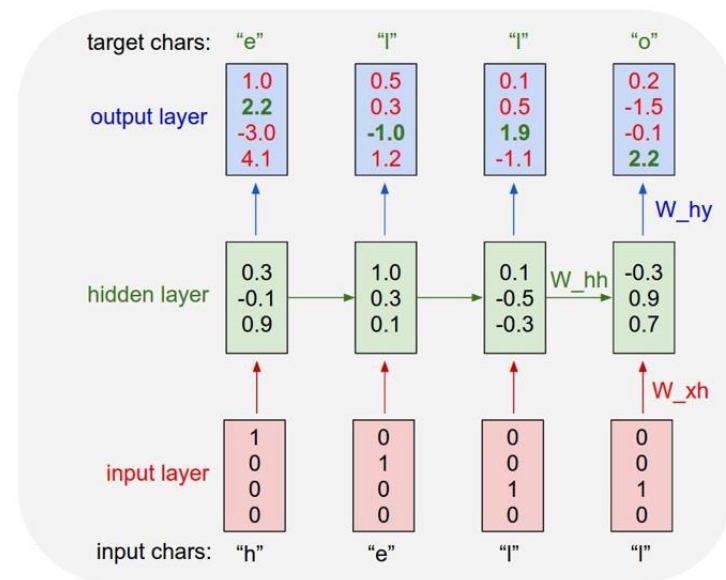 target chars: “e” “l” “l” “o”
1.0 0.5 0.1 0.2
2.2 0.3 0.5 -1.5
output layer
-3.0 -1.0 1.9 -0.1
4.1 1.2 -1.1 2.2
W_hy
0.3 1.0 0.1 -0.3
W_hh
hidden layer -0.1 0.3 -0.5 0.9
0.9 0.1 -0.3 0.7
W_xh
1 0 0 0
0 1 0 0
input layer
0 0 1 1
0 0 0 0
input chars: “h” “e” “l” “l”